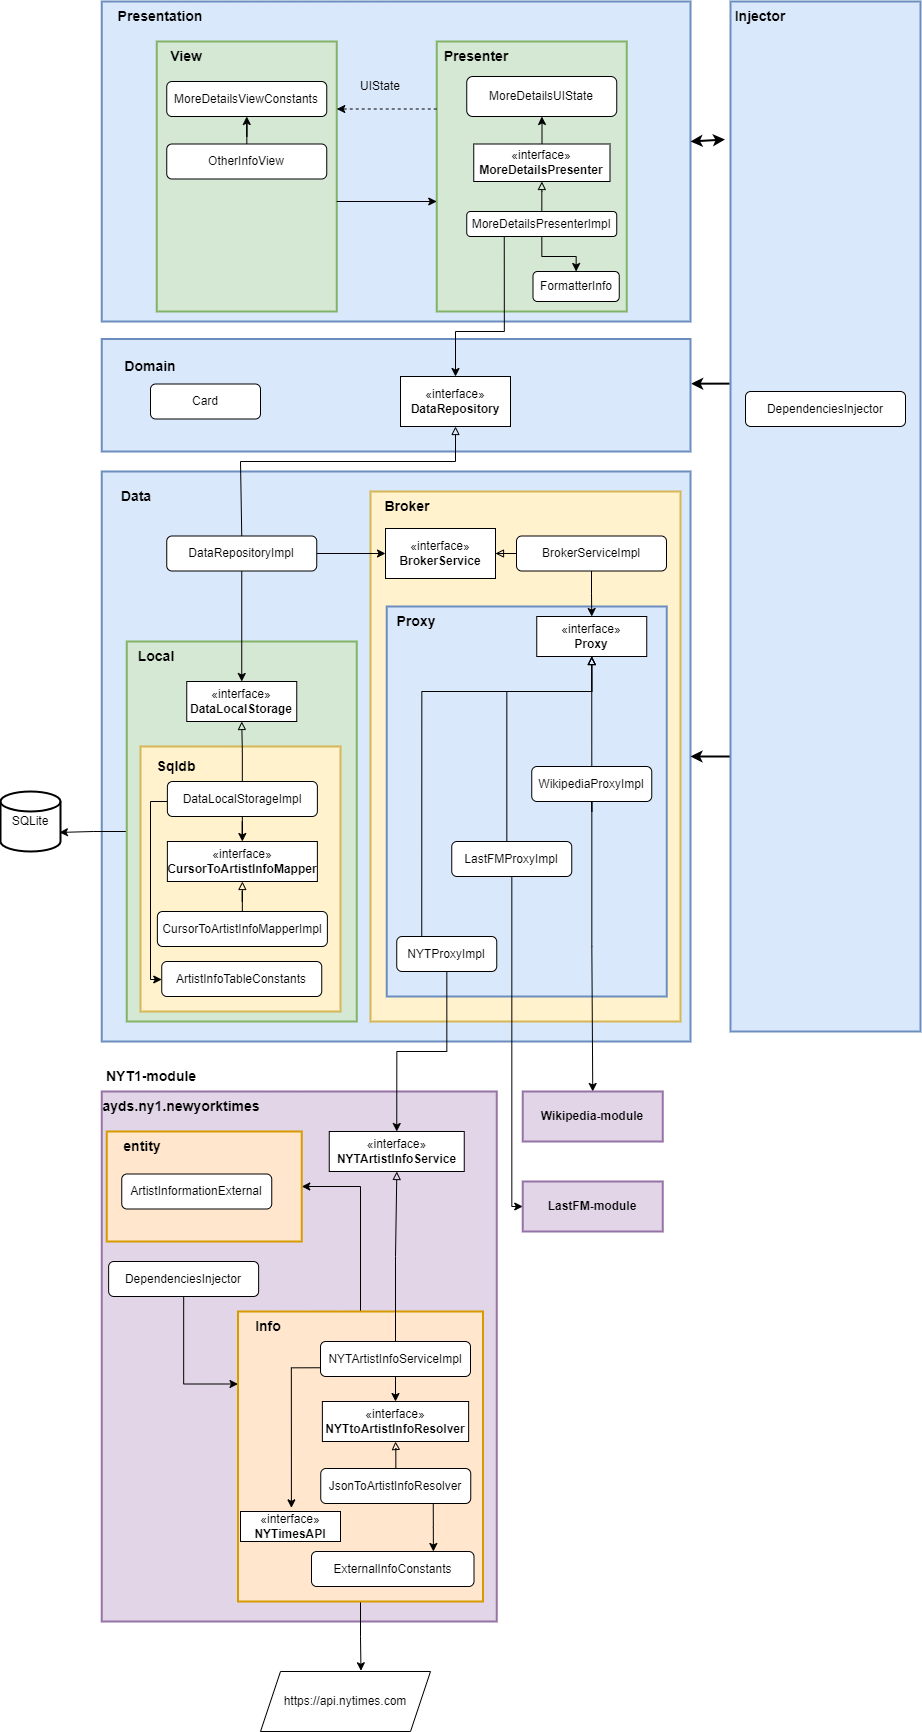 Presentation
Injector
View
Presenter
UIState
MoreDetailsViewConstants
MoreDetailsUIState
OtherInfoView
«interface»
MoreDetailsPresenter
MoreDetailsPresenterImpl
FormatterInfo
Domain
Card
«interface»
DataRepository
DependenciesInjector
Data
Broker
DataRepositoryImpl
«interface»
BrokerService
BrokerServiceImpl
Proxy
«interface»
Proxy
Local
«interface»
DataLocalStorage
Sqldb
DataLocalStorageImpl
SQLite
«interface»
CursorToArtistInfoMapper
CursorToArtistInfoMapperImpl
ArtistInfoTableConstants
WikipediaProxyImpl
LastFMProxyImpl
NYTProxyImpl
NYT1-module
ayds.ny1.newyorktimes
entity
ArtistInformationExternal
«interface»
NYTArtistInfoService
Wikipedia-module
LastFM-module
DependenciesInjector
Info
NYTArtistInfoServiceImpl
«interface»
NYTtoArtistInfoResolver
JsonToArtistInfoResolver
«interface»
NYTimesAPI
ExternalInfoConstants
https://api.nytimes.com